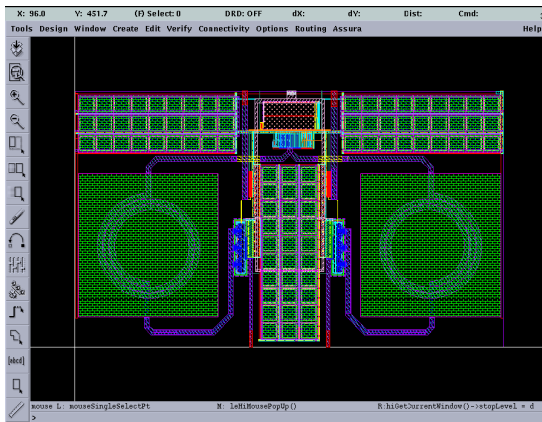 X: 96.0 Y: 451.7 (F) Select: 0 DRD: OFF dX: dY: Dist: Cmd:
Tools Design Window Create Edit Verify Connectivity Options Routing Assura Help
[abcd]
mouse L: mouseSingleSelectPt M: leHiMousePopUp() R:hiGetCurrentWindow()->stopLevel = d
>